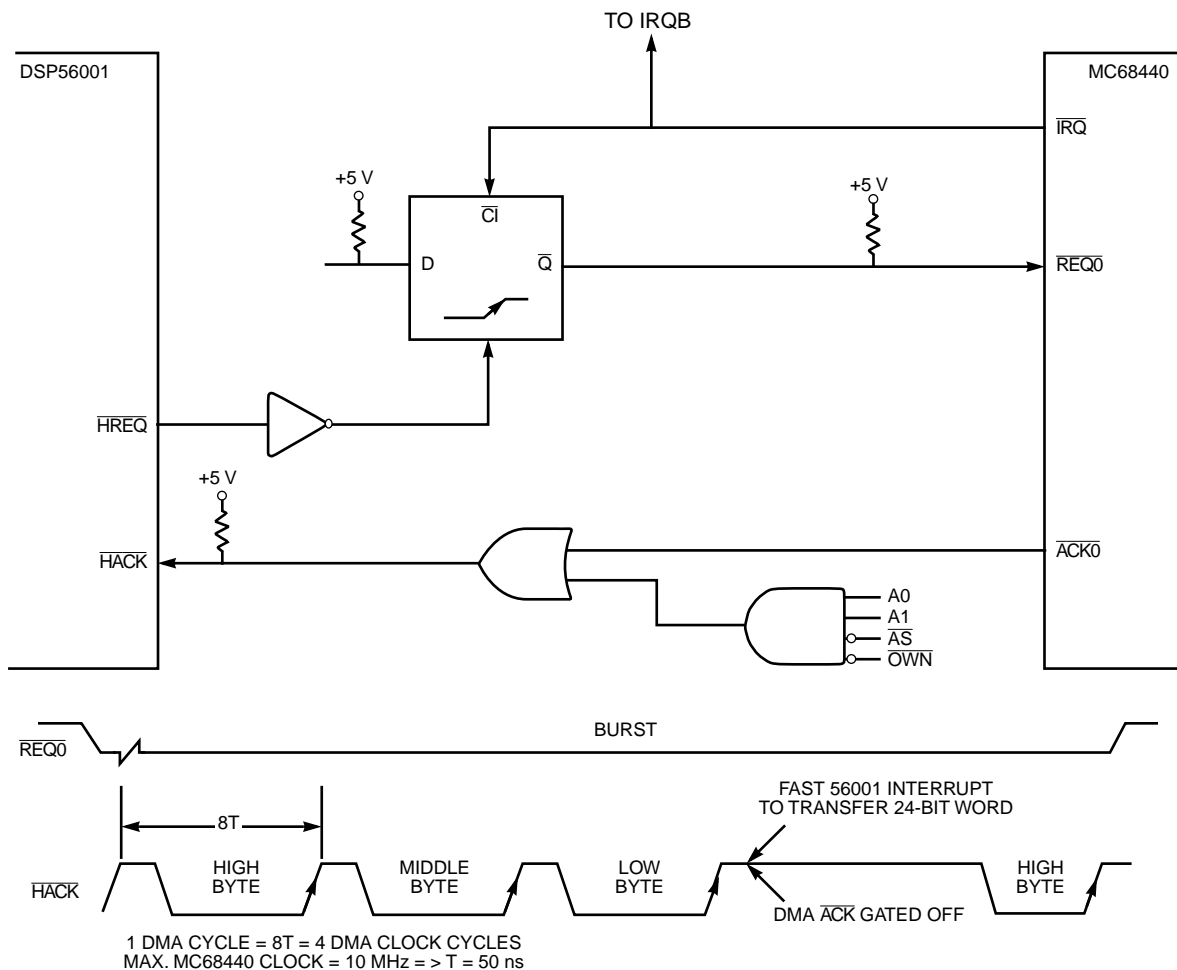 TO IRQB
DSP56001
MC68440
IRQ
+5 V
+5 V
CI
D
Q
REQ0
HREQ
+5 V
HACK
ACK0
A0
A1
AS
OWN
BURST
REQ0
FAST 56001 INTERRUPT
TO TRANSFER 24-BIT WORD
8T
HIGH
BYTE
MIDDLE
BYTE
LOW
BYTE
HIGH
BYTE
HACK
DMA ACK GATED OFF
1 DMA CYCLE = 8T = 4 DMA CLOCK CYCLES
MAX. MC68440 CLOCK = 10 MHz = > T = 50 ns